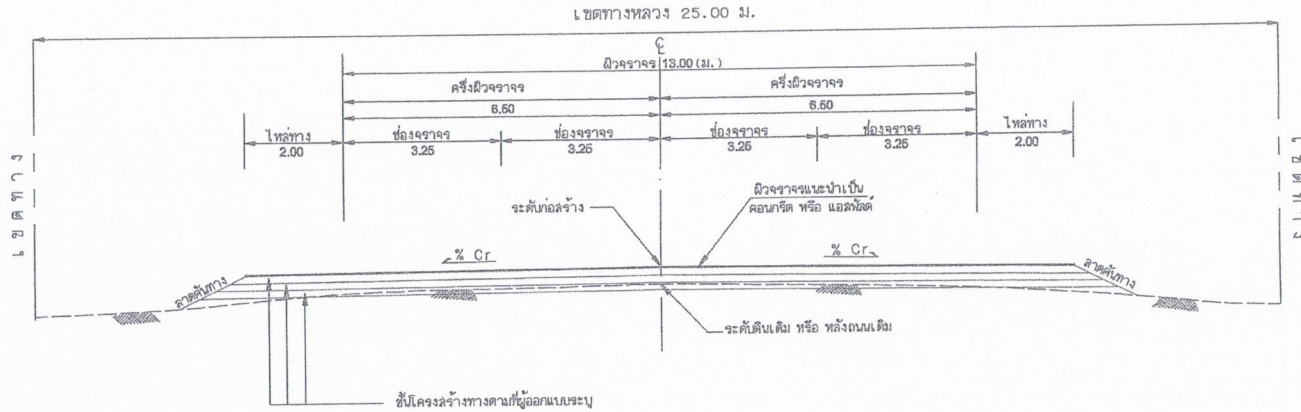 เขตทางหลวง 25.00 ม.
℄
ผิวจราจร 13.00 (ม.)
ครึ่งผิวจราจร ครึ่งผิวจราจร
6.50 6.50
ไหล่ทาง ช่องจราจร ช่องจราจร ช่องจราจร ช่องจราจร ไหล่ทาง
2.00 3.25 3.25 3.25 3.25 2.00
เขตทาง
เขตทาง
ระดับก่อสร้าง
ผิวจราจรแนะนำเป็น
คอนกรีต หรือ แอสฟัลต์
% Cr % Cr
ลาดคันทาง ลาดคันทาง
ระดับดินเดิม หรือ หลังถนนเดิม
ชั้นโครงสร้างทางตามที่ผู้ออกแบบระบุ